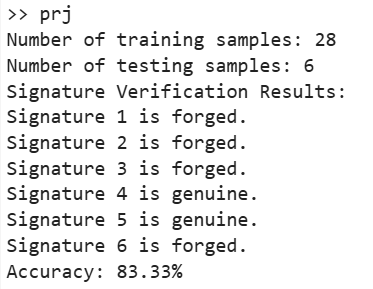 >> prj
Number of training samples: 28
Number of testing samples: 6
Signature Verification Results:
Signature 1 is forged.
Signature 2 is forged.
Signature 3 is forged.
Signature 4 is genuine.
Signature 5 is genuine.
Signature 6 is forged.
Accuracy: 83.33%